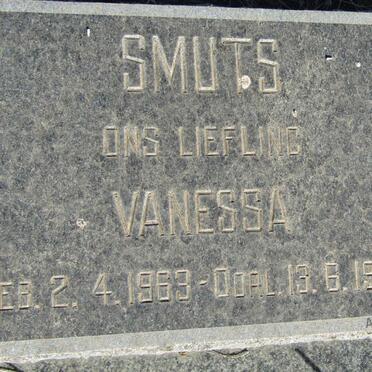 SMUTS
ONS LIEFLING
VANESSA
EB. 2. 4. 1963 - OORL. 13. 6. 19